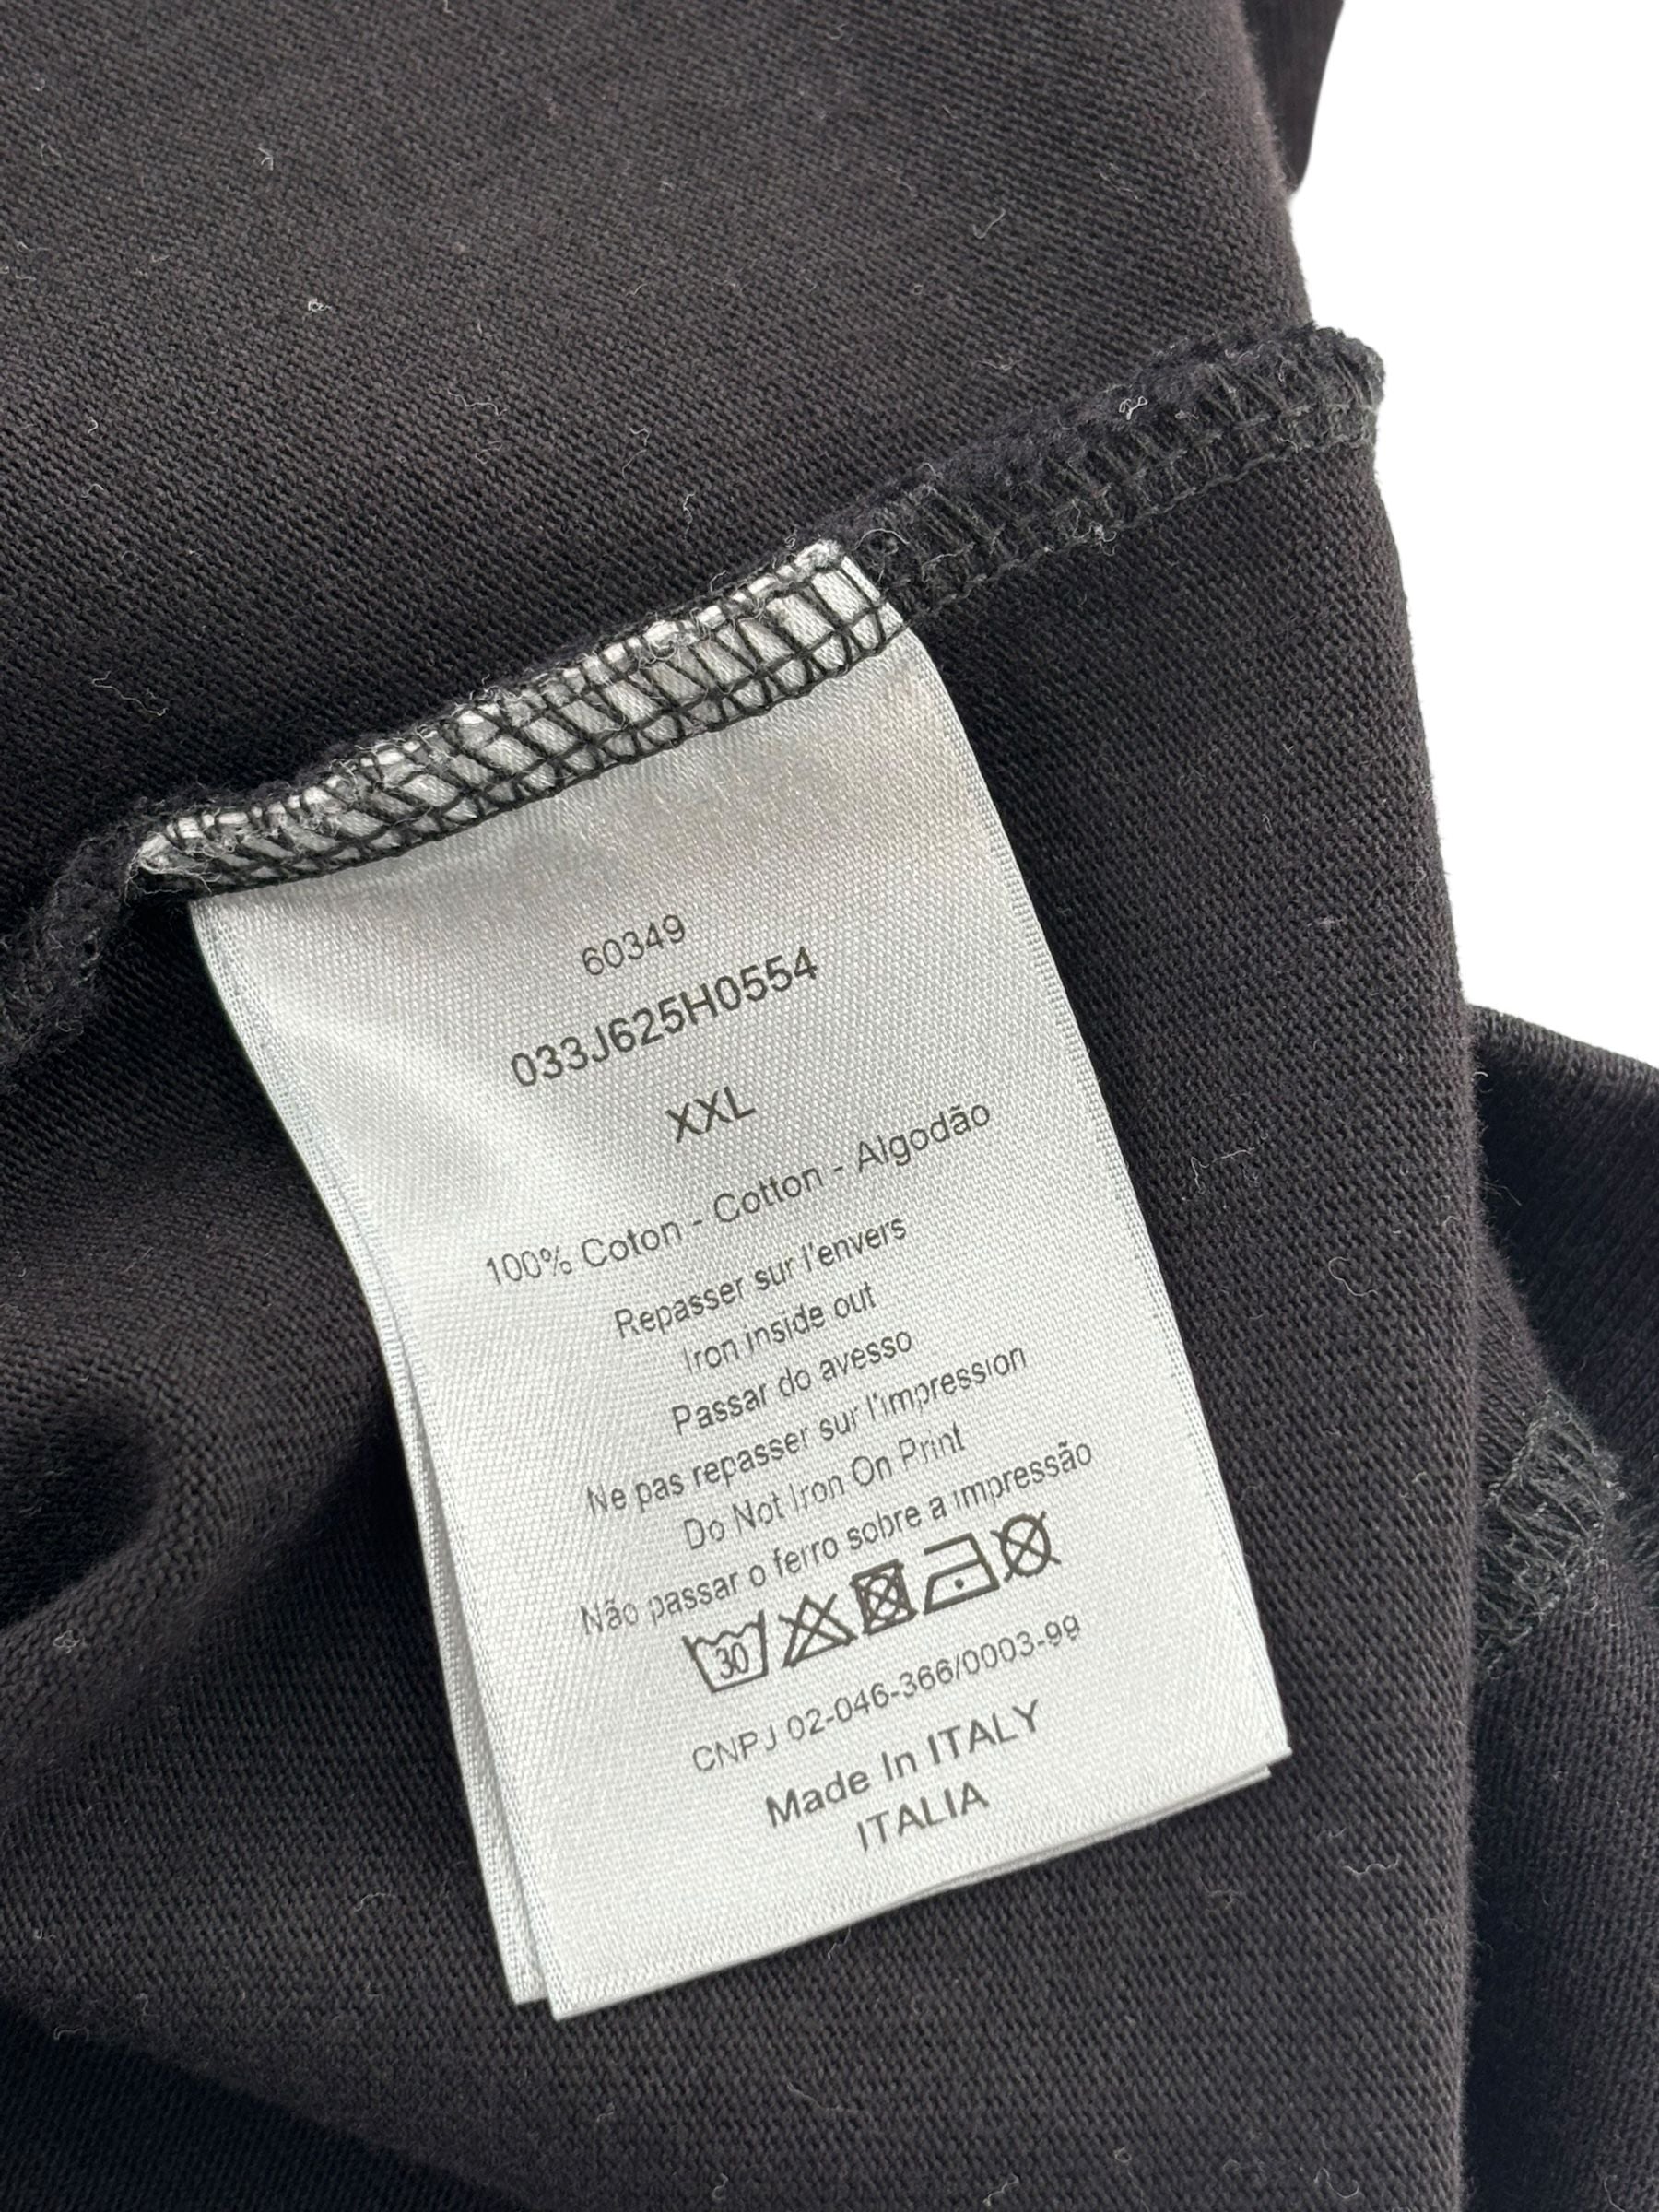 60349
033J625H0554
XXL
100% Coton - Cotton - Algodão
Repasser sur l'envers
Iron inside out
Passar do avesso
Ne pas repasser sur l'impression
Do Not Iron On Print
Não passar o ferro sobre a impressão
30
CNPJ 02-046-366/0003-99
Made In ITALY
ITALIA